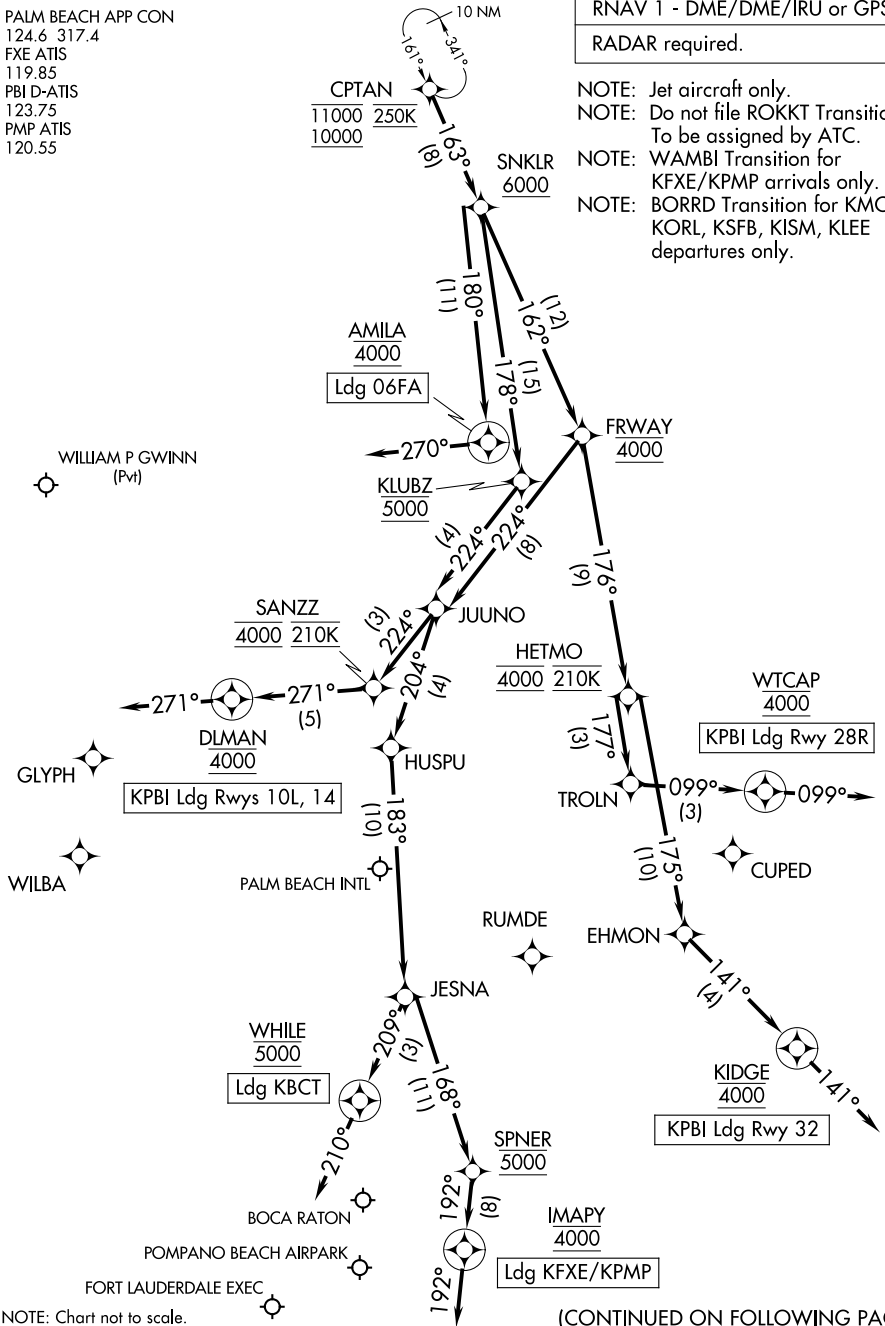 PALM BEACH APP CON
124.6 317.4
FXE ATIS
119.85
PBI D-ATIS
123.75
PMP ATIS
120.55
10 NM
161°
341°
RNAV 1 - DME/DME/IRU or GPS
RADAR required.
NOTE: Jet aircraft only.
NOTE: Do not file ROKKT Transitio
To be assigned by ATC.
NOTE: WAMBI Transition for
KFXE/KPMP arrivals only.
NOTE: BORRD Transition for KMC
KORL, KSFB, KISM, KLEE
departures only.
CPTAN
11000 250K
10000
163°
(8)
SNKLR
6000
180°
(11)
178°
(15)
162°
(12)
AMILA
4000
Ldg 06FA
270°
FRWAY
4000
WILLIAM P GWINN
(Pvt)
KLUBZ
5000
(4)
224°
224°
(8)
176°
(9)
JUUNO
SANZZ
4000 210K
(3)
224°
204°
(4)
HETMO
4000 210K
WTCAP
4000
KPBI Ldg Rwy 28R
271°
271°
(5)
DLMAN
4000
KPBI Ldg Rwys 10L, 14
GLYPH
HUSPU
177°
(3)
TROLN
099°
(3)
099°
183°
(10)
175°
(10)
CUPED
WILBA
PALM BEACH INTL
RUMDE
EHMON
JESNA
141°
(4)
WHILE
5000
Ldg KBCT
209°
(3)
168°
(11)
KIDGE
4000
KPBI Ldg Rwy 32
141°
210°
SPNER
5000
192°
(8)
BOCA RATON
IMAPY
4000
Ldg KFXE/KPMP
POMPANO BEACH AIRPARK
FORT LAUDERDALE EXEC
192°
NOTE: Chart not to scale.
(CONTINUED ON FOLLOWING PAG